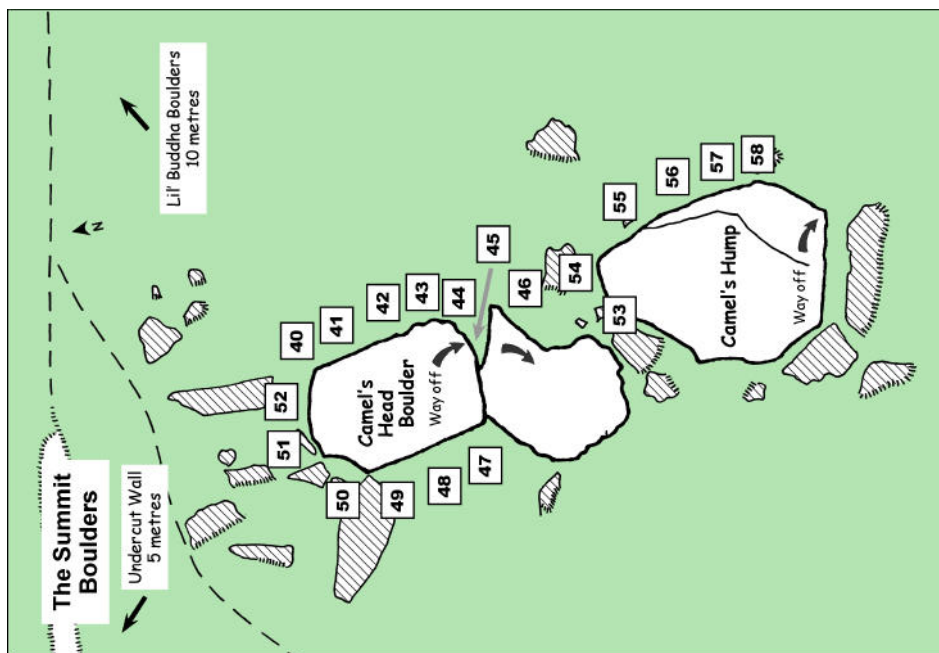 The Summit
Boulders
N
Undercut Wall
5 metres
Lil' Buddha Boulders
10 metres
51
52
40
41
50
49
Camel's
Head
Boulder
Way off
42
43
44
48
47
45
46
54
53
55
56
57
58
Camel's Hump
Way off